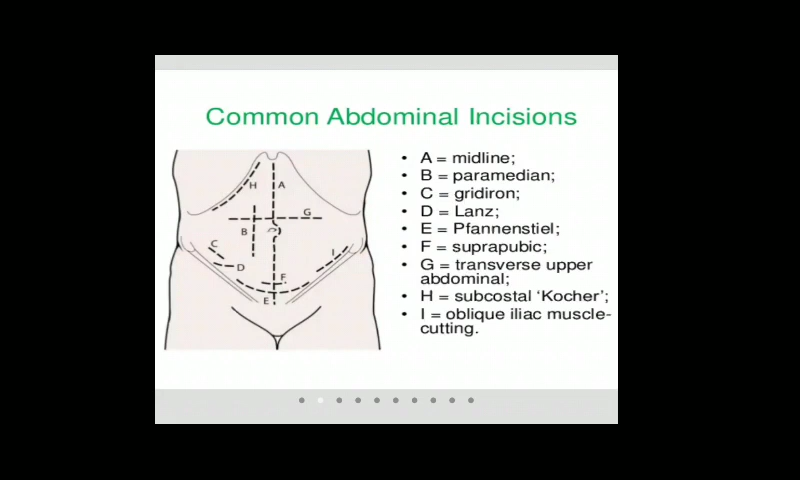 Common Abdominal Incisions
H
A
G
B
C
D
I
F
E
• A = midline;
• B = paramedian;
• C = gridiron;
• D = Lanz;
• E = Pfannenstiel;
• F = suprapubic;
• G = transverse upper
abdominal;
• H = subcostal ‘Kocher’;
• I = oblique iliac muscle-
cutting.